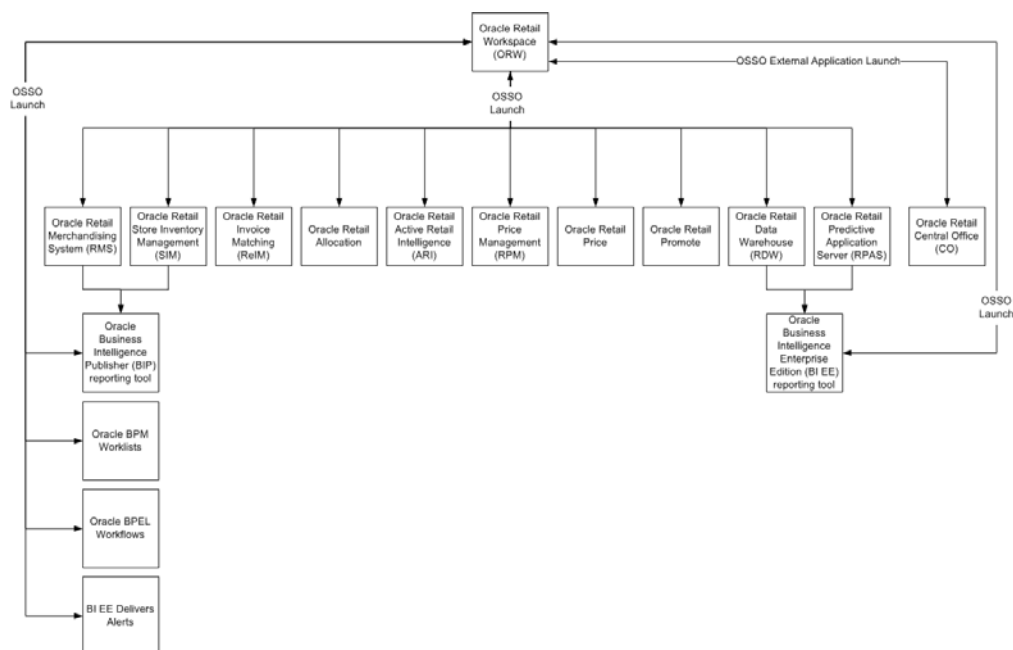 Oracle Retail
Workspace
(ORW)
OSSO External Application Launch
OSSO
Launch
OSSO
Launch
Oracle Retail
Merchandising
System (RMS)
Oracle Retail
Store Inventory
Management
(SIM)
Oracle Retail
Invoice
Matching
(ReIM)
Oracle Retail
Allocation
Oracle Retail
Active Retail
Intelligence
(ARI)
Oracle Retail
Price
Management
(RPM)
Oracle Retail
Price
Oracle Retail
Promote
Oracle Retail
Data
Warehouse
(RDW)
Oracle Retail
Predictive
Application
Server (RPAS)
Oracle Retail
Central Office
(CO)
OSSO
Launch
Oracle
Business
Intelligence
Publisher (BIP)
reporting tool
Oracle
Business
Intelligence
Enterprise
Edition (BI EE)
reporting tool
Oracle BPM
Worklists
Oracle BPEL
Workflows
BI EE Delivers
Alerts